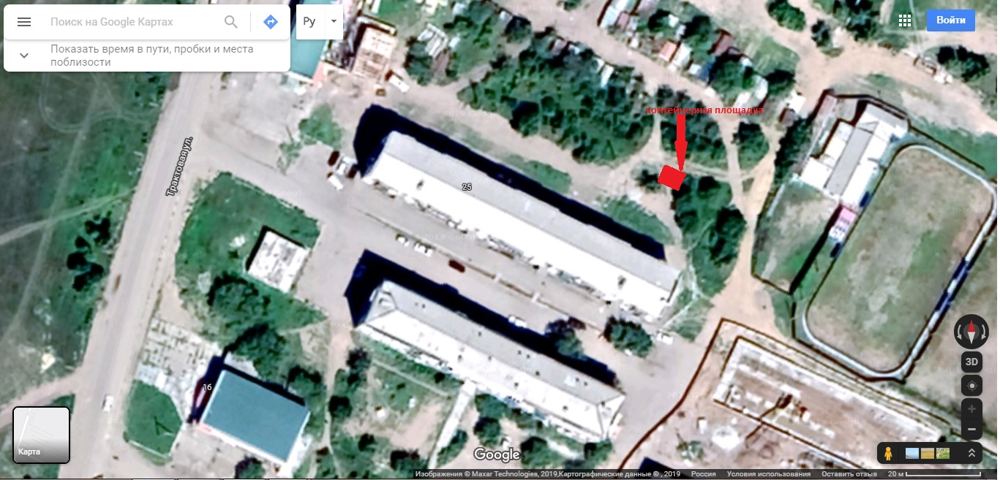 Поиск на Google Картах
Ру
Войти
Показать время в пути, пробки и места
поблизости
контейнерная площадка
Трактовая ул.
25
16
3D
Карта
Google
Изображения © Maxar Technologies, 2019,Картографические данные © , 2019 Россия Условия использования Оставить отзыв 20 м